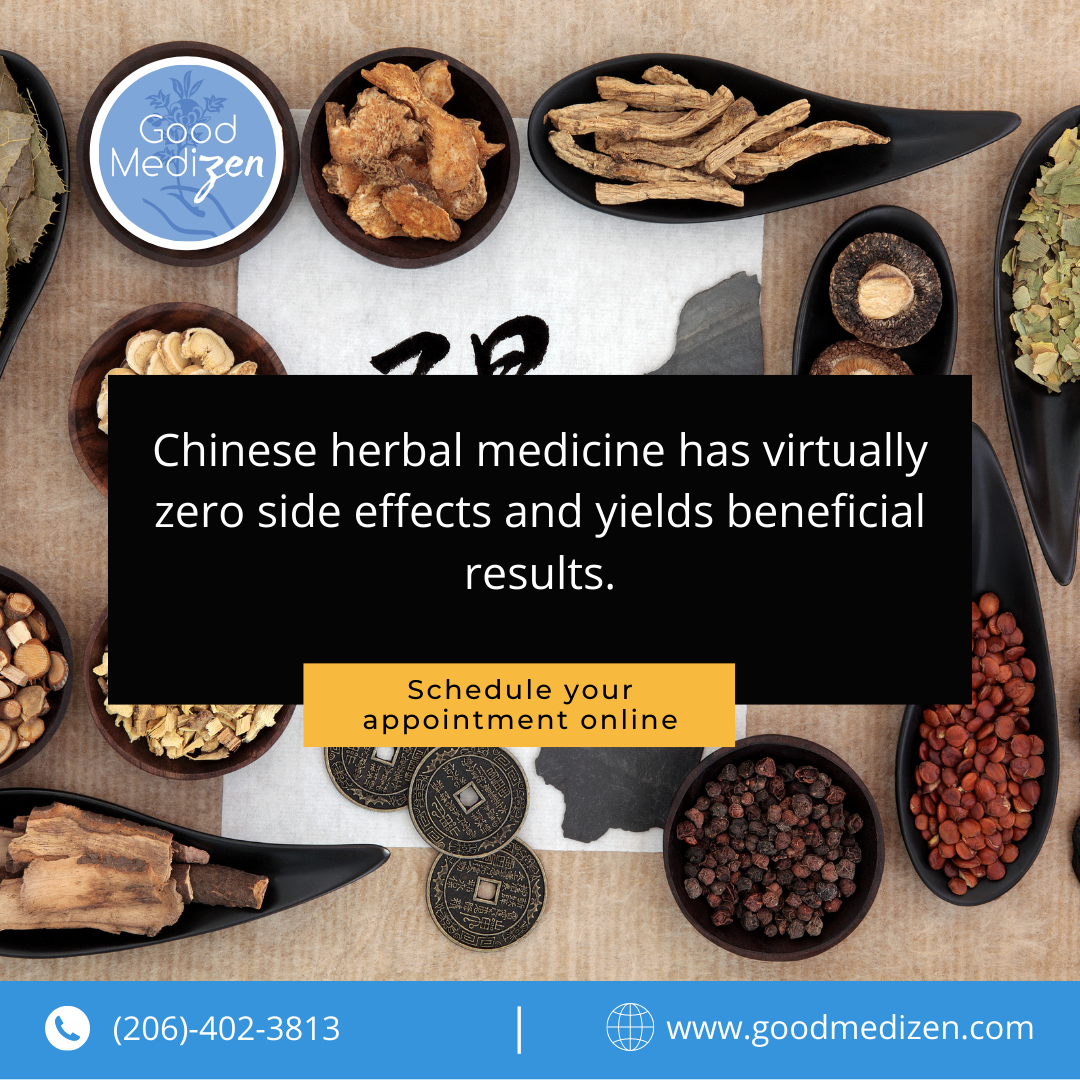 Good
Medizen
Chinese herbal medicine has virtually
zero side effects and yields beneficial
results.
Schedule your
appointment online
(206)-402-3813
www.goodmedizen.com